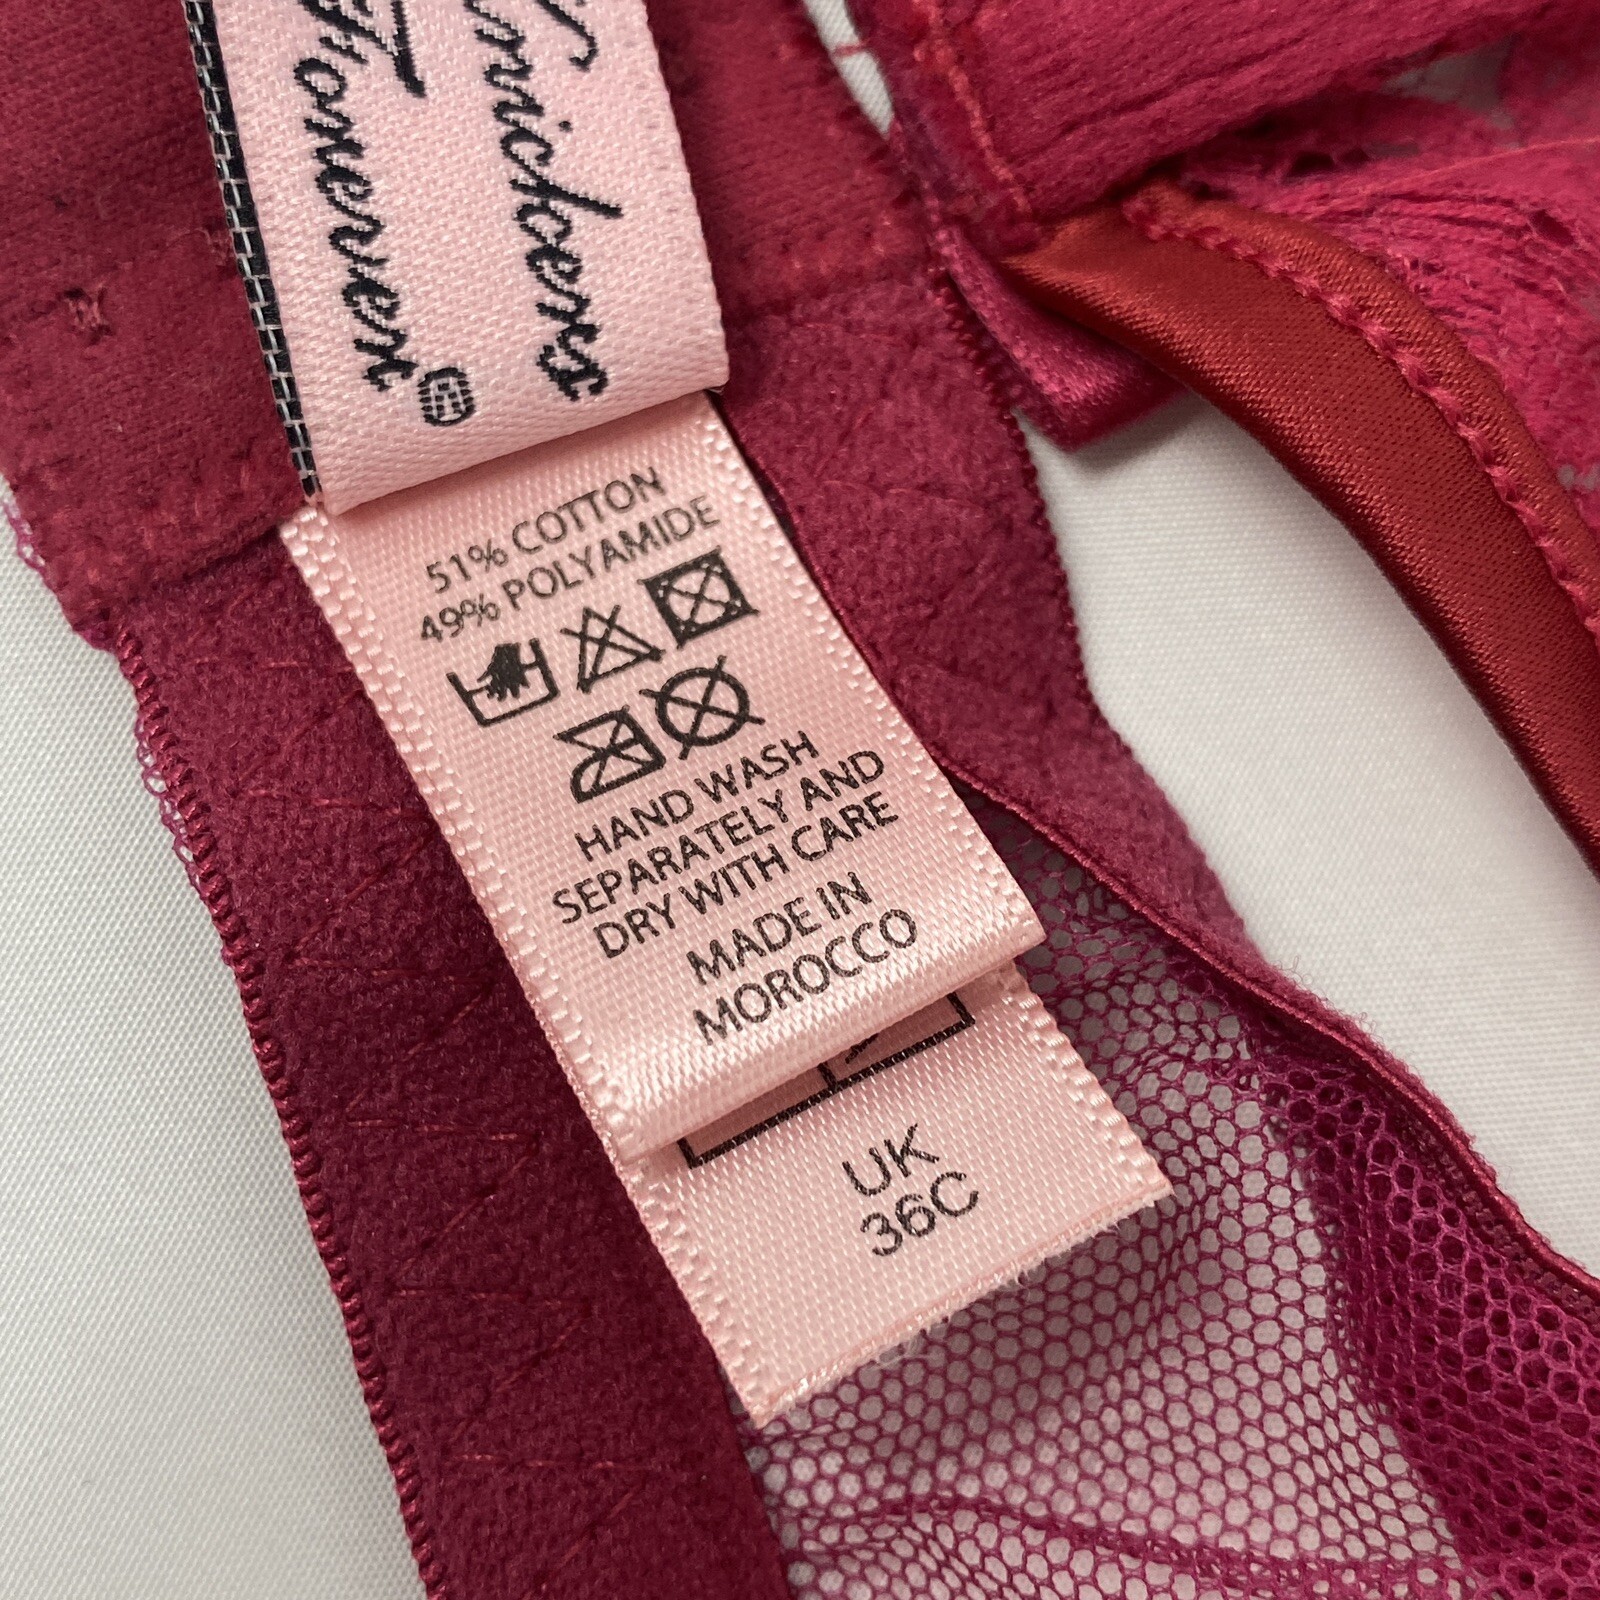 Knickers
Forever®
51% COTTON
49% POLYAMIDE
HAND WASH
SEPARATELY AND
DRY WITH CARE
MADE IN
MOROCCO
UK
36C